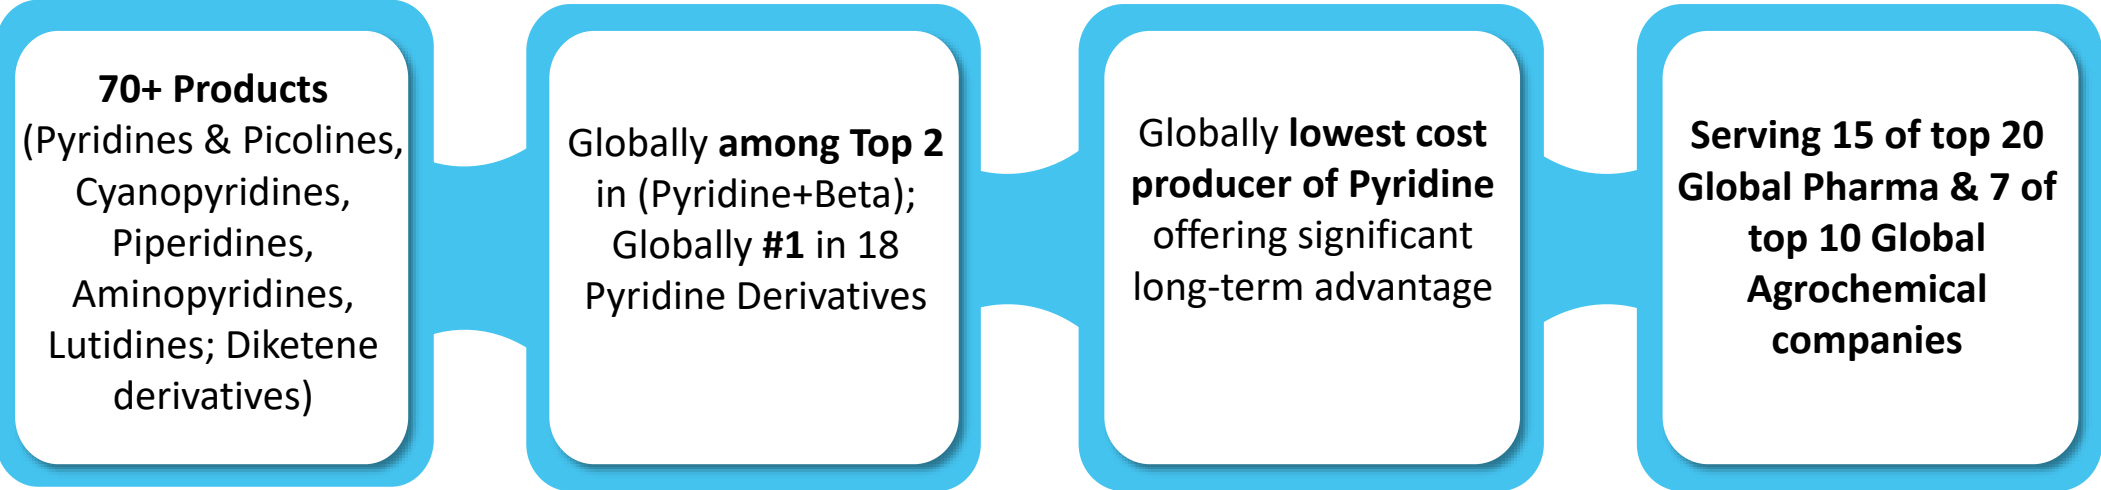 70+ Products
(Pyridines & Picolines,
Cyanopyridines,
Piperidines,
Aminopyridines,
Lutidines; Diketene
derivatives)
Globally among Top 2
in (Pyridine+Beta);
Globally #1 in 18
Pyridine Derivatives
Globally lowest cost
producer of Pyridine
offering significant
long-term advantage
Serving 15 of top 20
Global Pharma & 7 of
top 10 Global
Agrochemical
companies